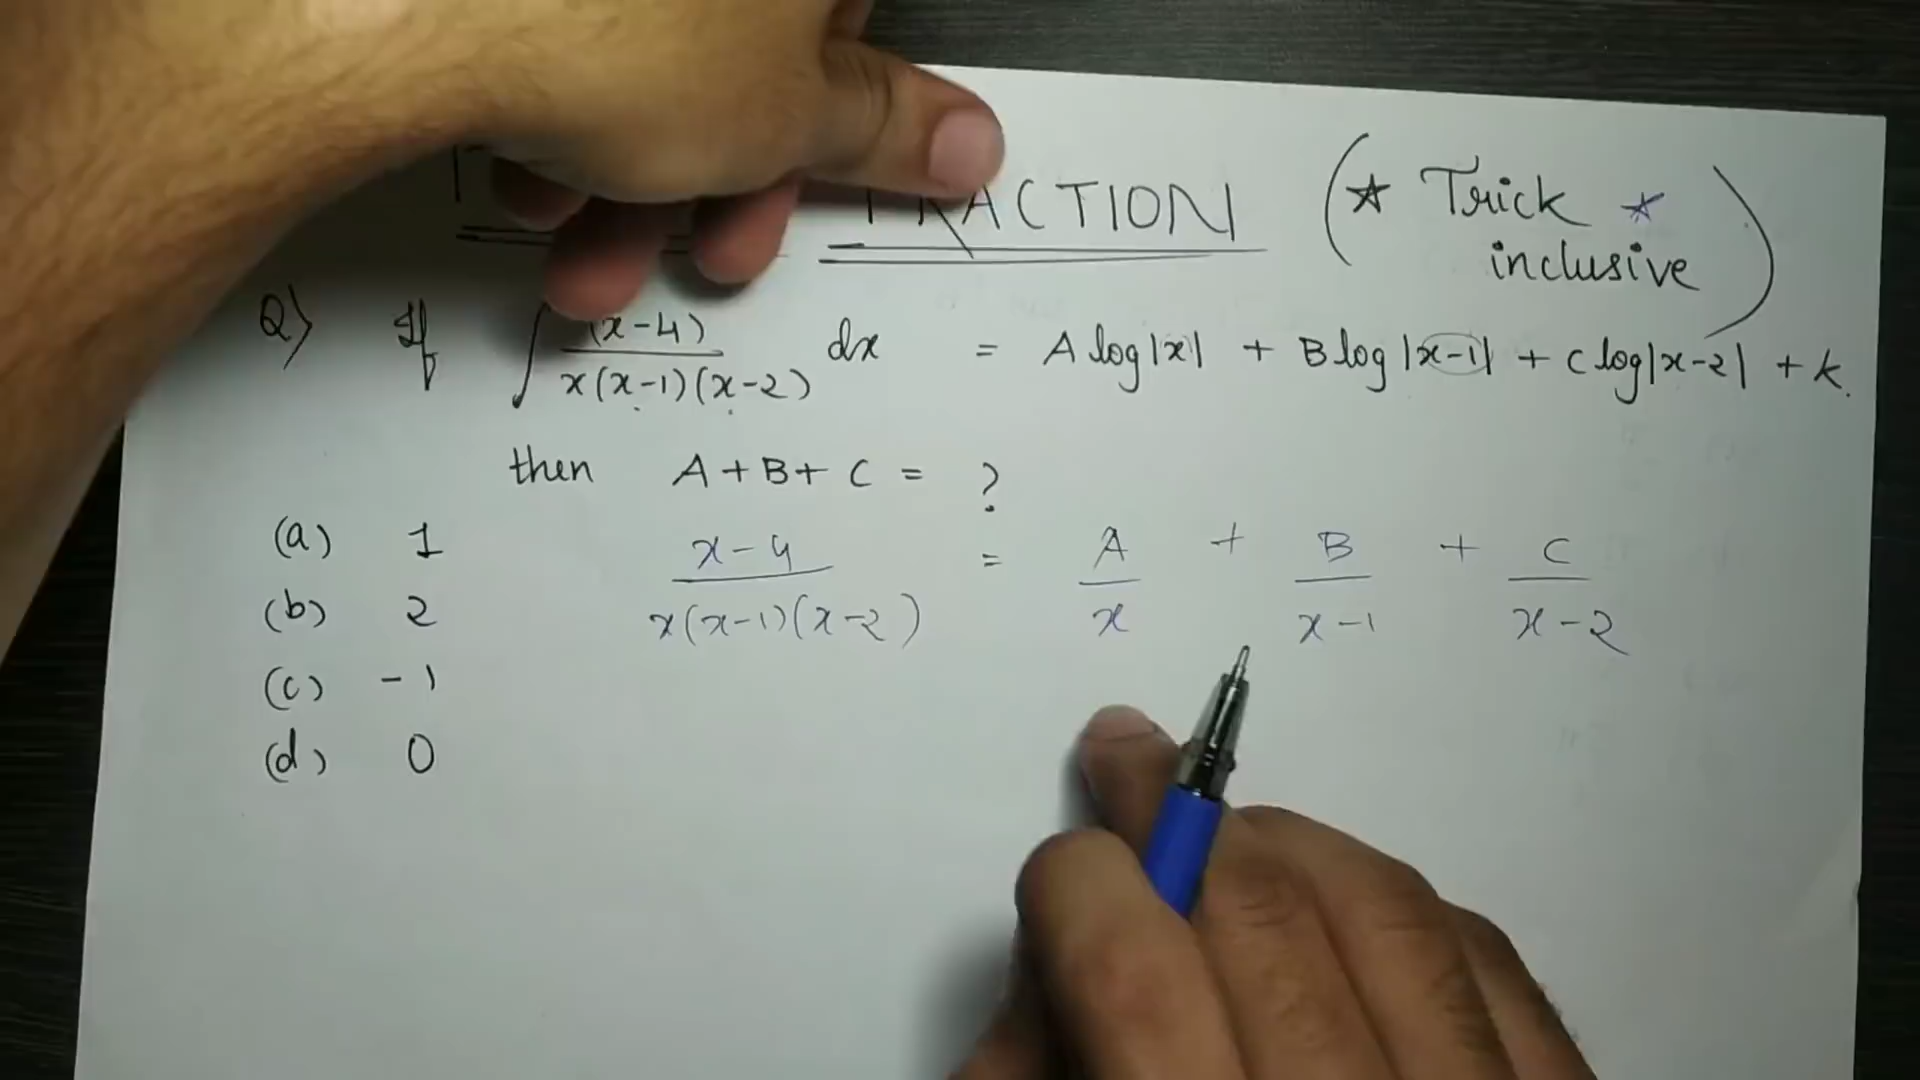 FRACTION (★ Trick ★
inclusive)
Q) If ∫ (x-4) / x(x-1)(x-2) dx = A log|x| + B log|x-1| + C log|x-2| + k.
then A + B + C = ?
(a) 1
(b) 2
(c) -1
(d) 0
x-4 / x(x-1)(x-2) = A / x + B / x-1 + C / x-2